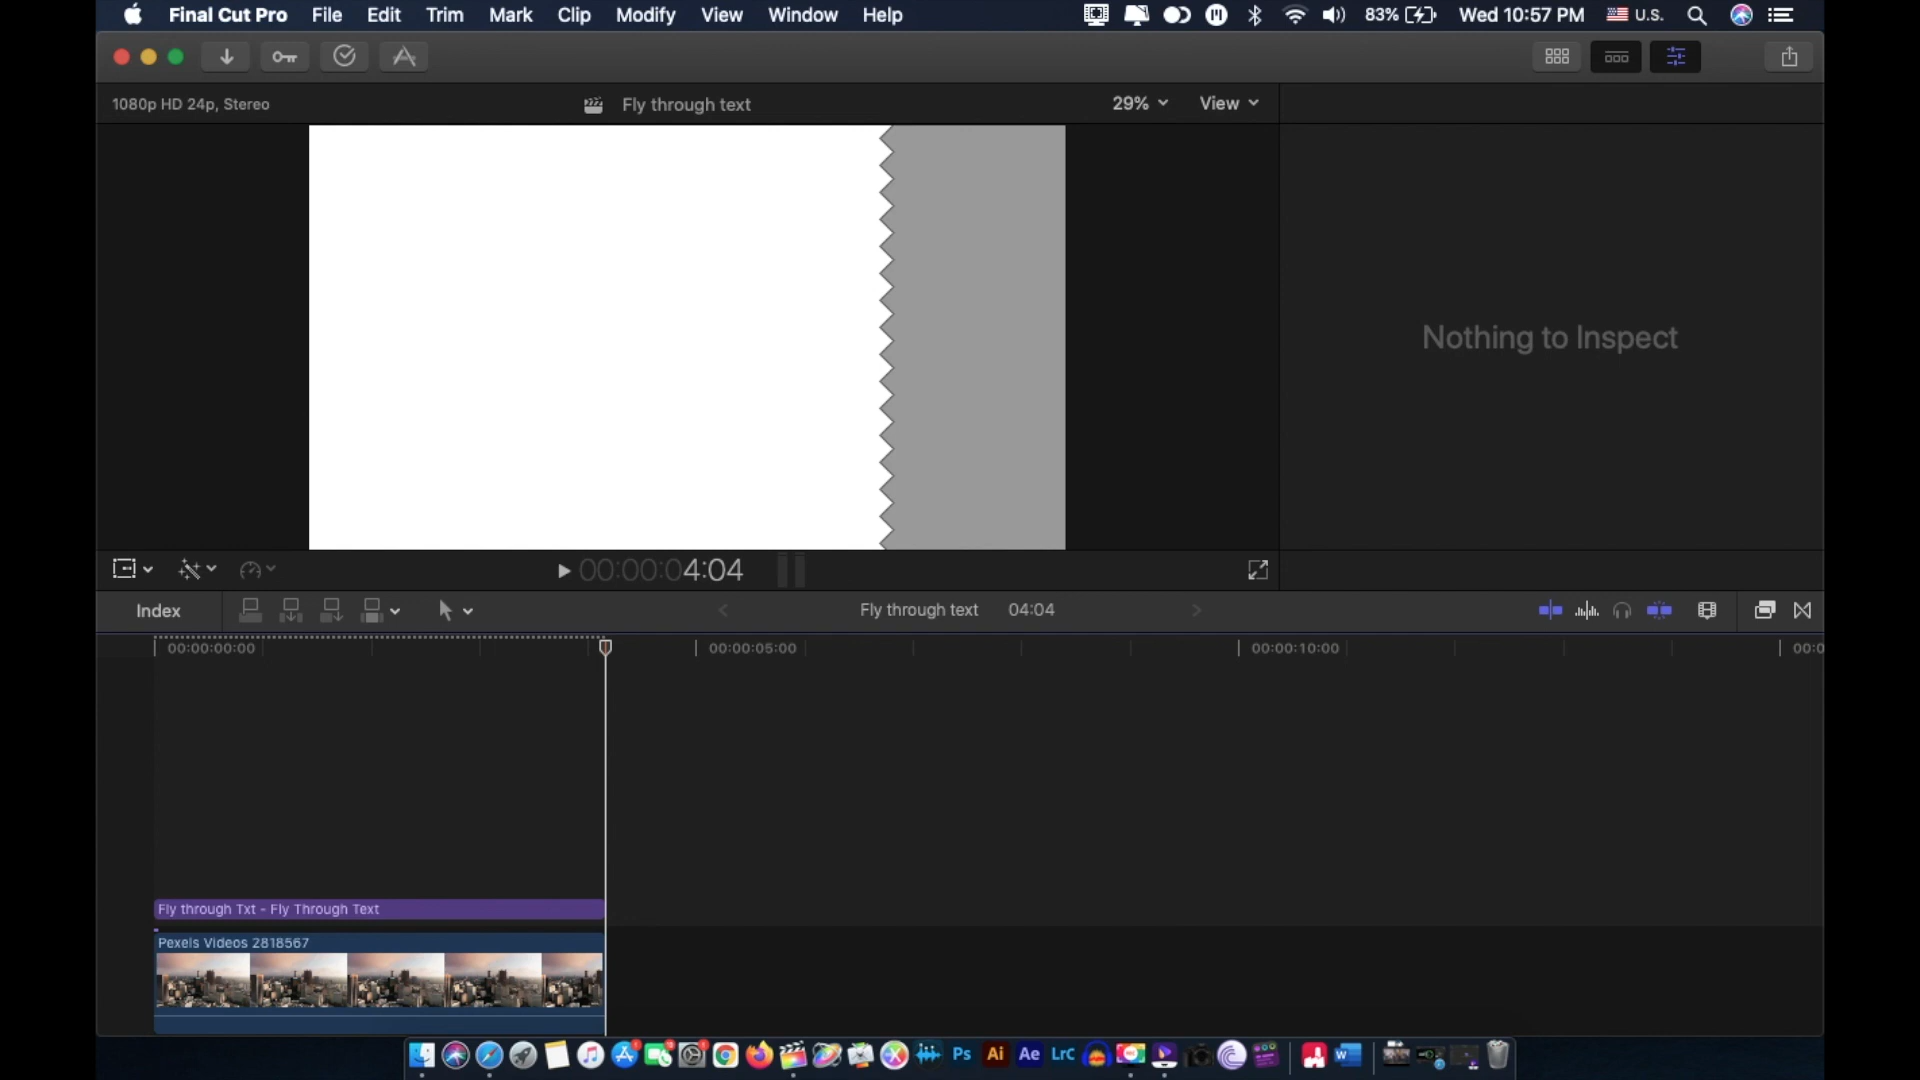 Final Cut Pro File Edit Trim Mark Clip Modify View Window Help 83% Wed 10:57 PM U.S.
1080p HD 24p, Stereo Fly through text 29% View
Nothing to Inspect
00:00:04:04
Index Fly through text 04:04
00:00:00:00 00:00:05:00 00:00:10:00 00:0
Fly through Txt - Fly Through Text
Pexels Videos 2818567
Ps Ai Ae LrC W